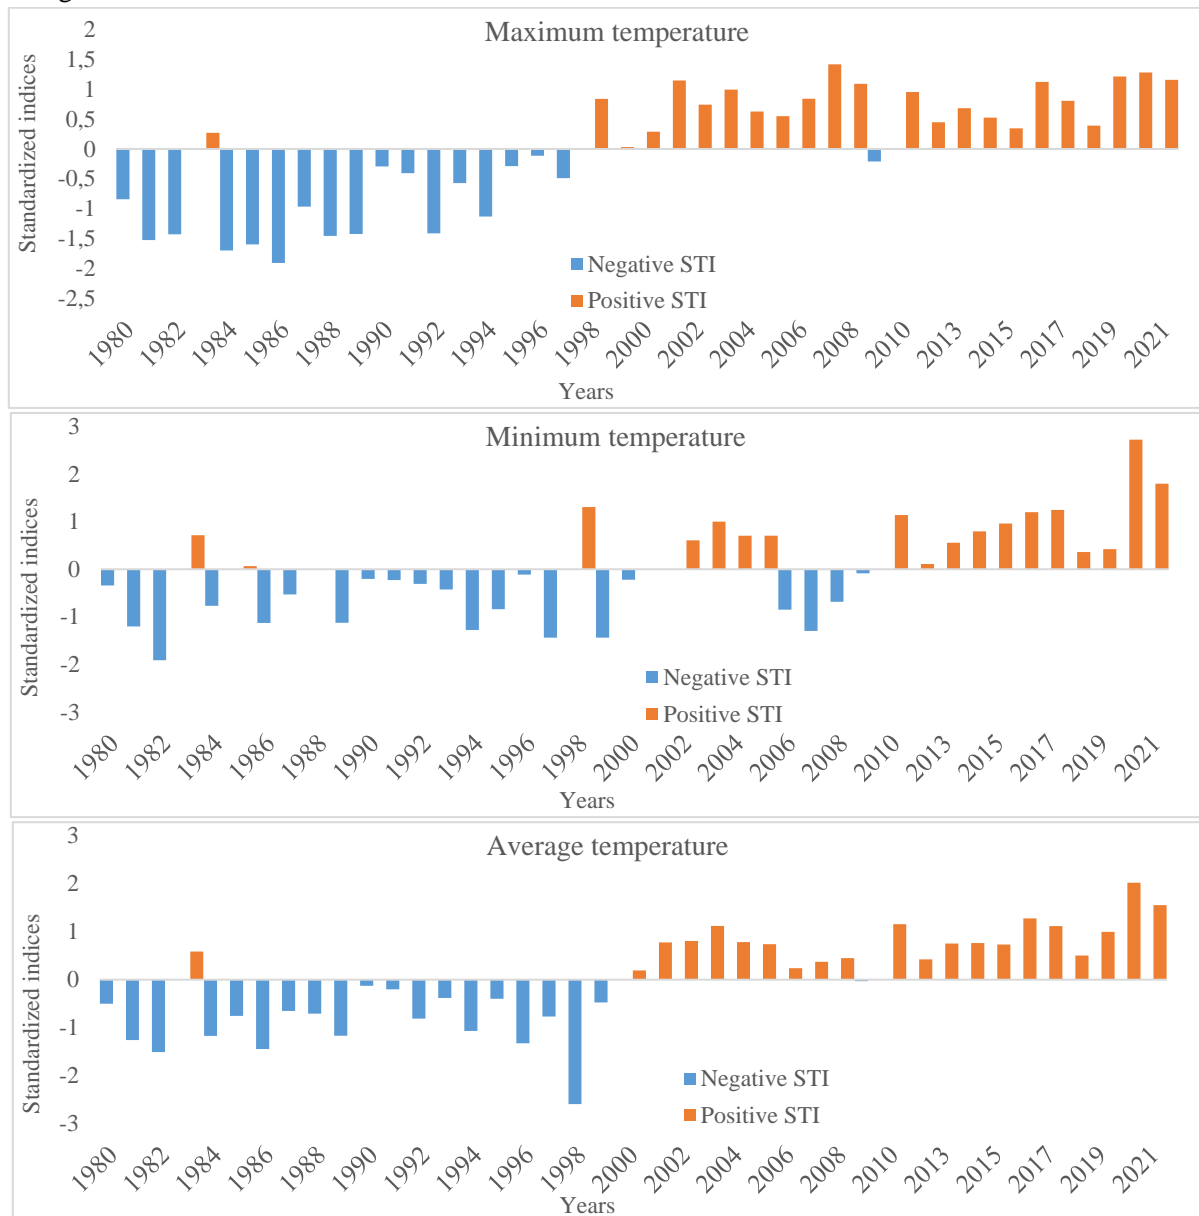 Maximum temperature
2
1,5
1
0,5
0
-0,5
-1
-1,5
-2
-2,5
Standardized indices
Negative STI
Positive STI
1980 1982 1984 1986 1988 1990 1992 1994 1996 1998 2000 2002 2004 2006 2008 2010 2013 2015 2017 2019 2021
Years
Minimum temperature
3
2
1
0
-1
-2
-3
Standardized indices
Negative STI
Positive STI
1980 1982 1984 1986 1988 1990 1992 1994 1996 1998 2000 2002 2004 2006 2008 2010 2013 2015 2017 2019 2021
Years
Average temperature
3
2
1
0
-1
-2
-3
Standardized indices
Negative STI
Positive STI
1980 1982 1984 1986 1988 1990 1992 1994 1996 1998 2000 2002 2004 2006 2008 2010 2013 2015 2017 2019 2021
Years